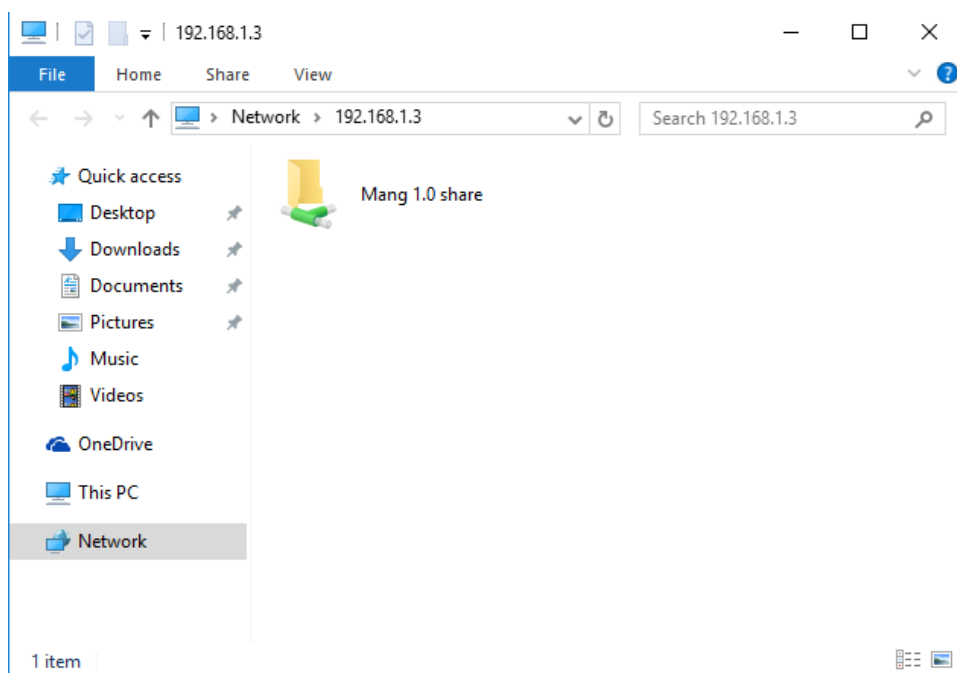 192.168.1.3
File Home Share View
Network 192.168.1.3
Search 192.168.1.3
Quick access
Desktop
Downloads
Documents
Pictures
Music
Videos
OneDrive
This PC
Network
Mang 1.0 share
1 item